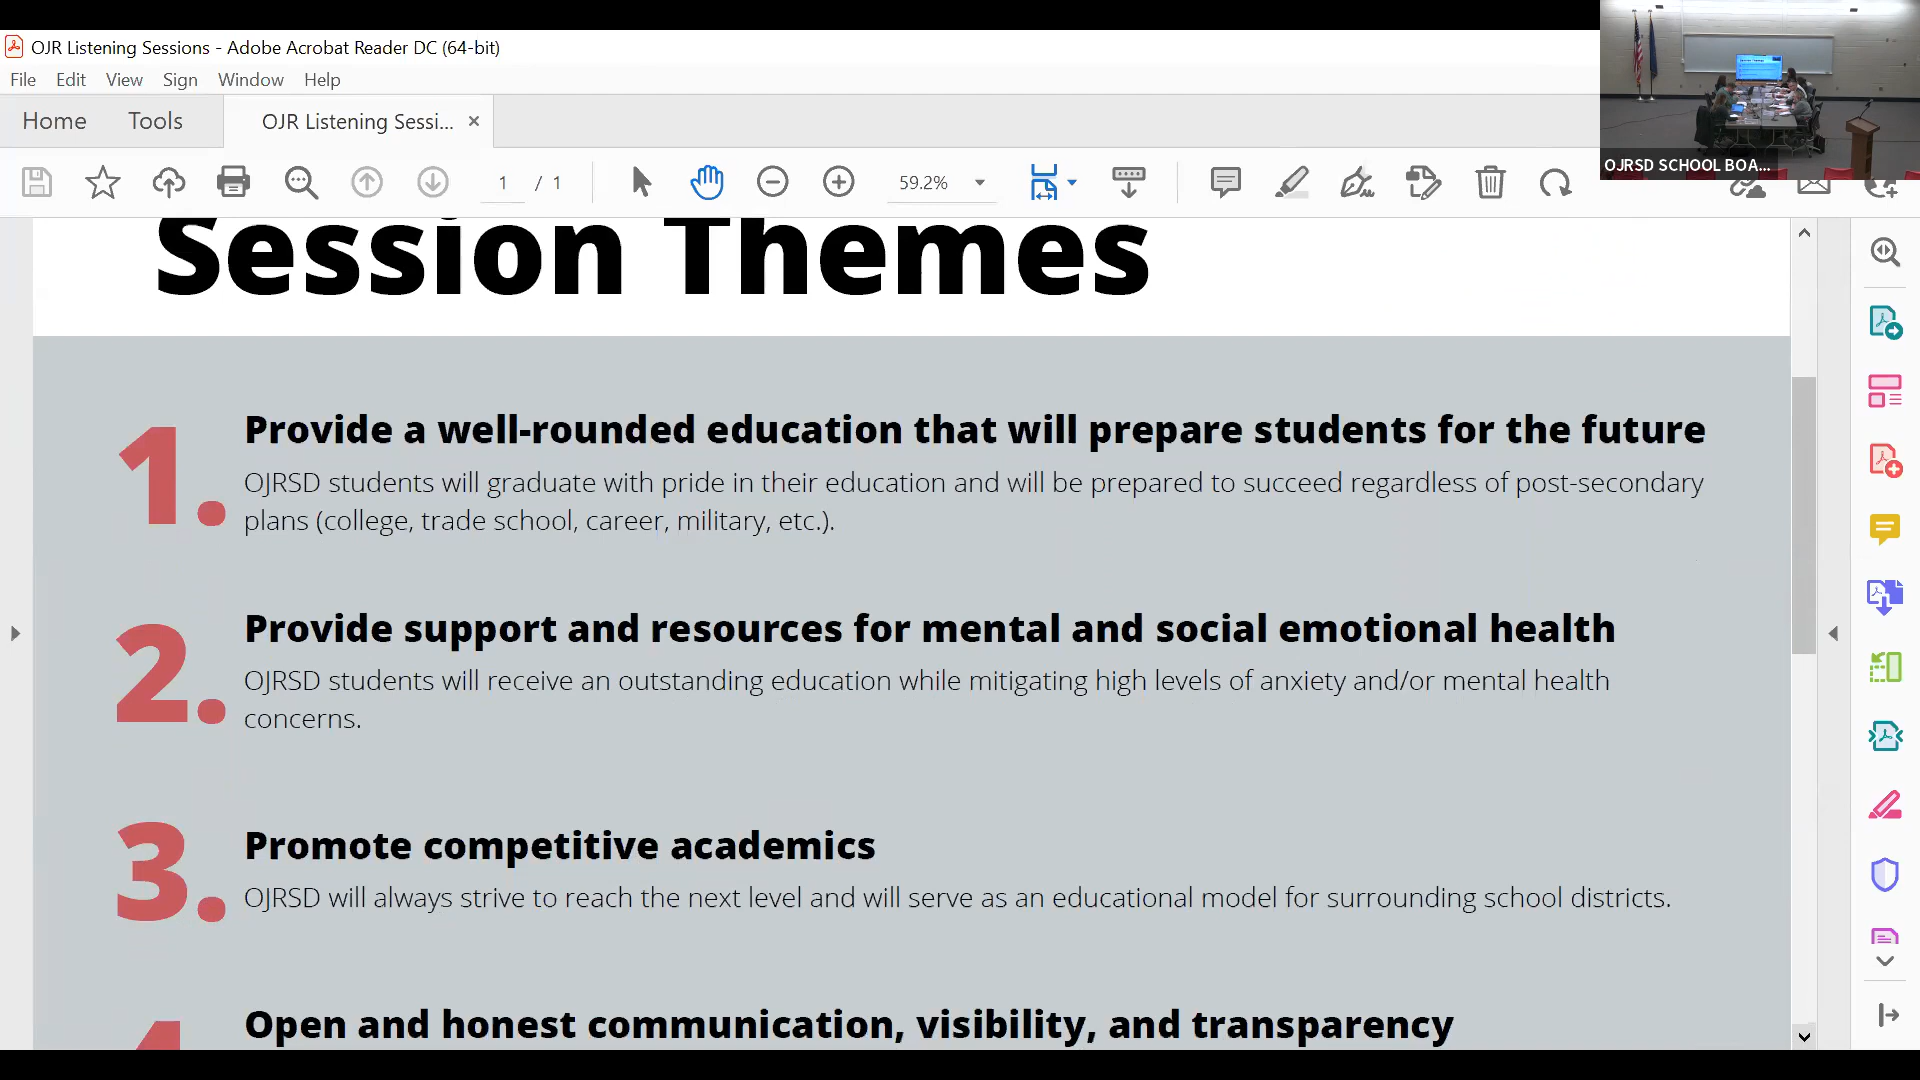 OJR Listening Sessions - Adobe Acrobat Reader DC (64-bit)
File Edit View Sign Window Help
Home Tools OJR Listening Sessi... ×
1 / 1 59.2%
OJRSD SCHOOL BOA...
Session Themes
1. Provide a well-rounded education that will prepare students for the future
OJRSD students will graduate with pride in their education and will be prepared to succeed regardless of post-secondary
plans (college, trade school, career, military, etc.).
2. Provide support and resources for mental and social emotional health
OJRSD students will receive an outstanding education while mitigating high levels of anxiety and/or mental health
concerns.
3. Promote competitive academics
OJRSD will always strive to reach the next level and will serve as an educational model for surrounding school districts.
Open and honest communication, visibility, and transparency